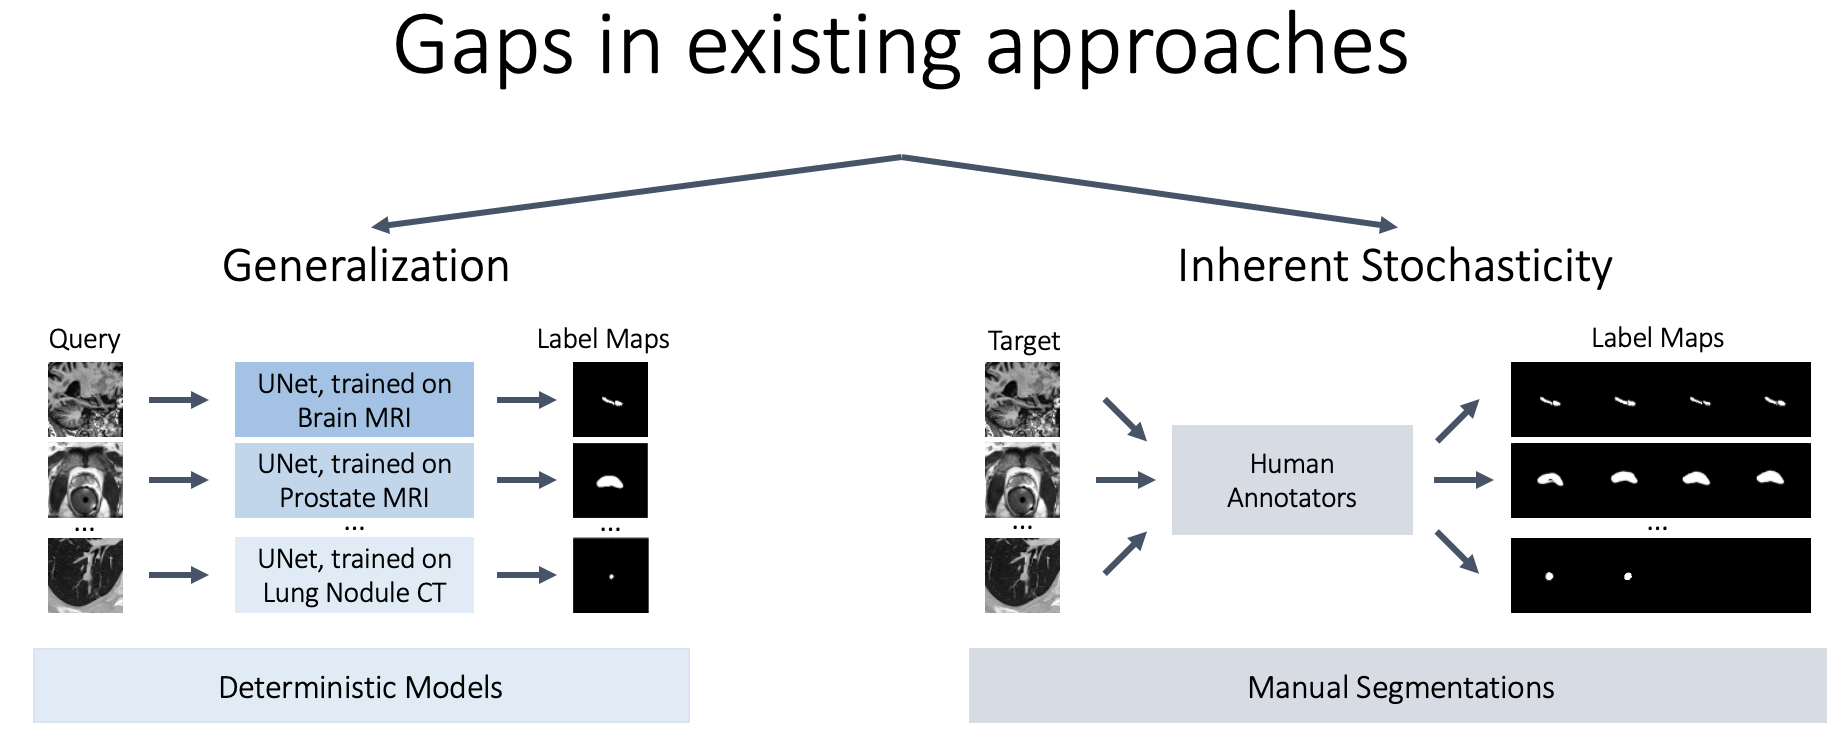 Gaps in existing approaches
Generalization
Query
Label Maps
UNet, trained on
Brain MRI
UNet, trained on
Prostate MRI
...
...
...
UNet, trained on
Lung Nodule CT
Deterministic Models
Inherent Stochasticity
Target
Label Maps
Human
Annotators
...
...
Manual Segmentations